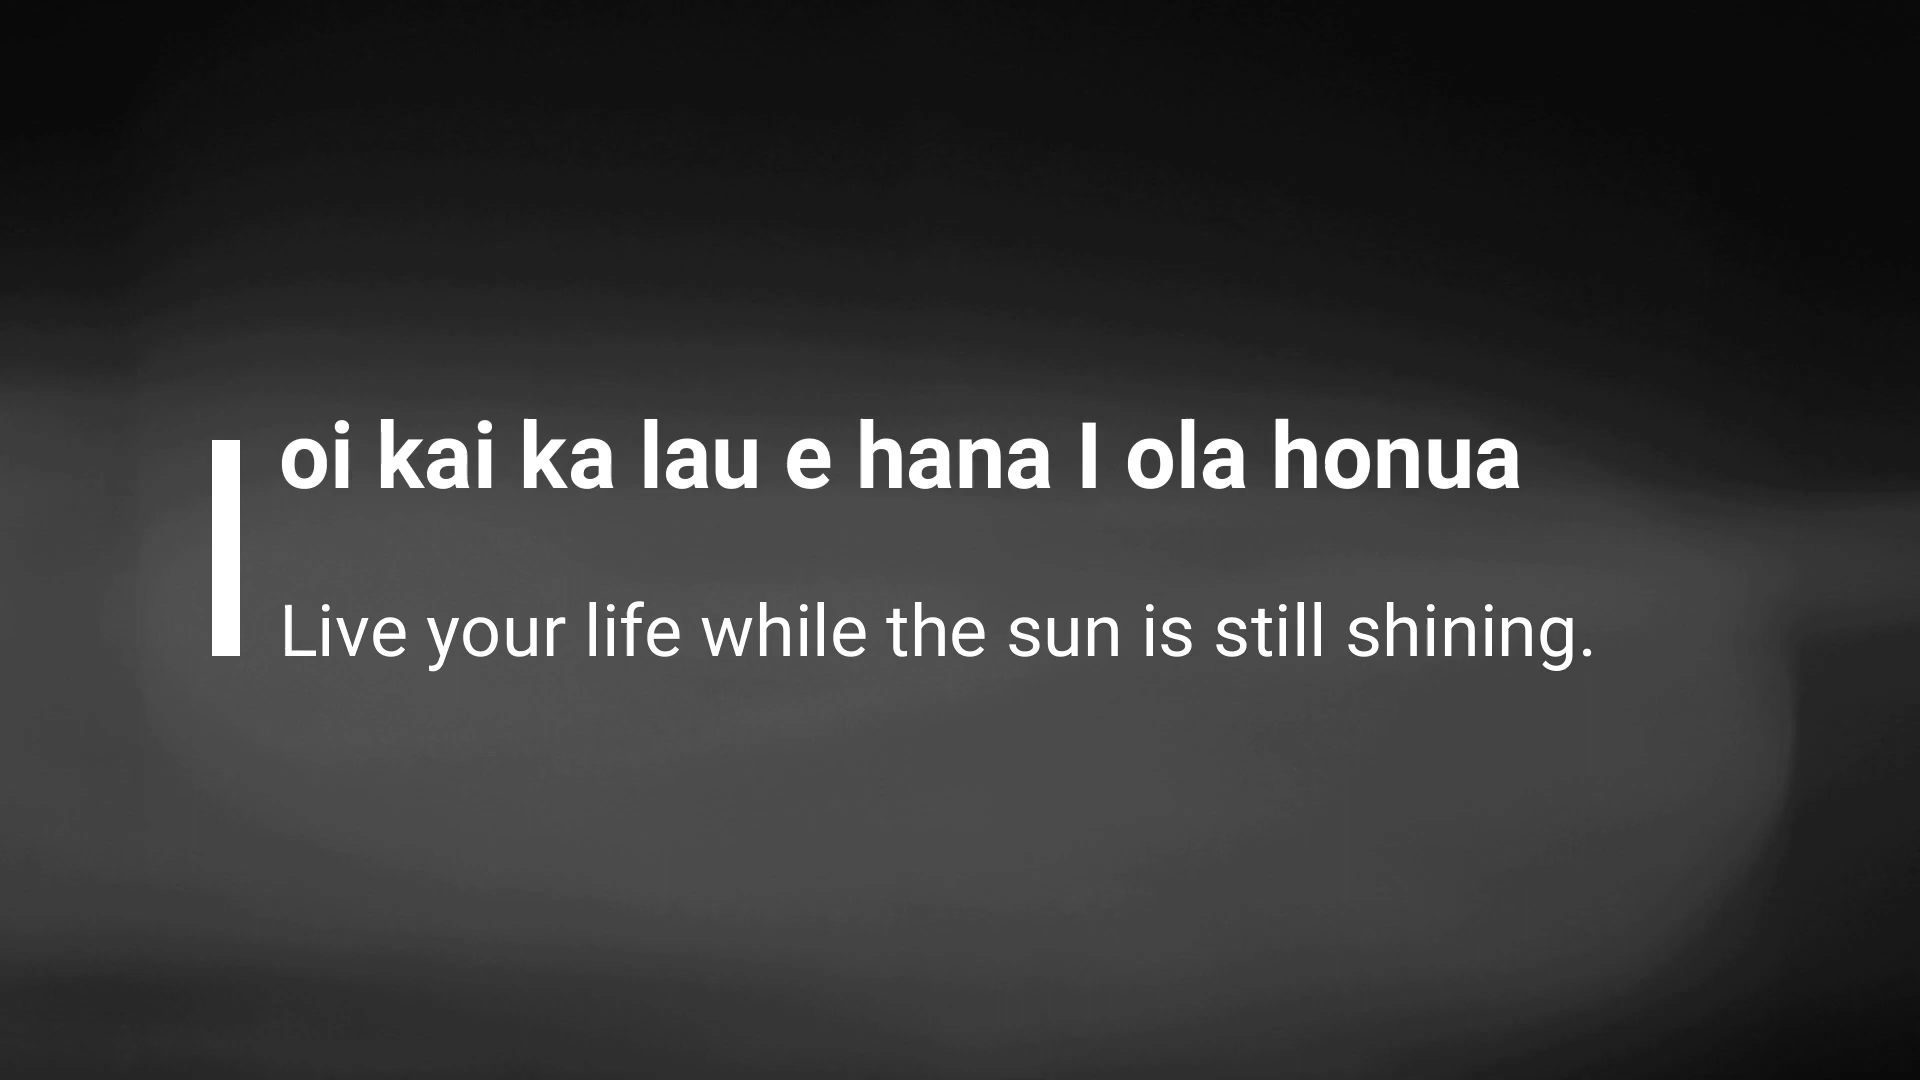 oi kai ka lau e hana I ola honua
Live your life while the sun is still shining.